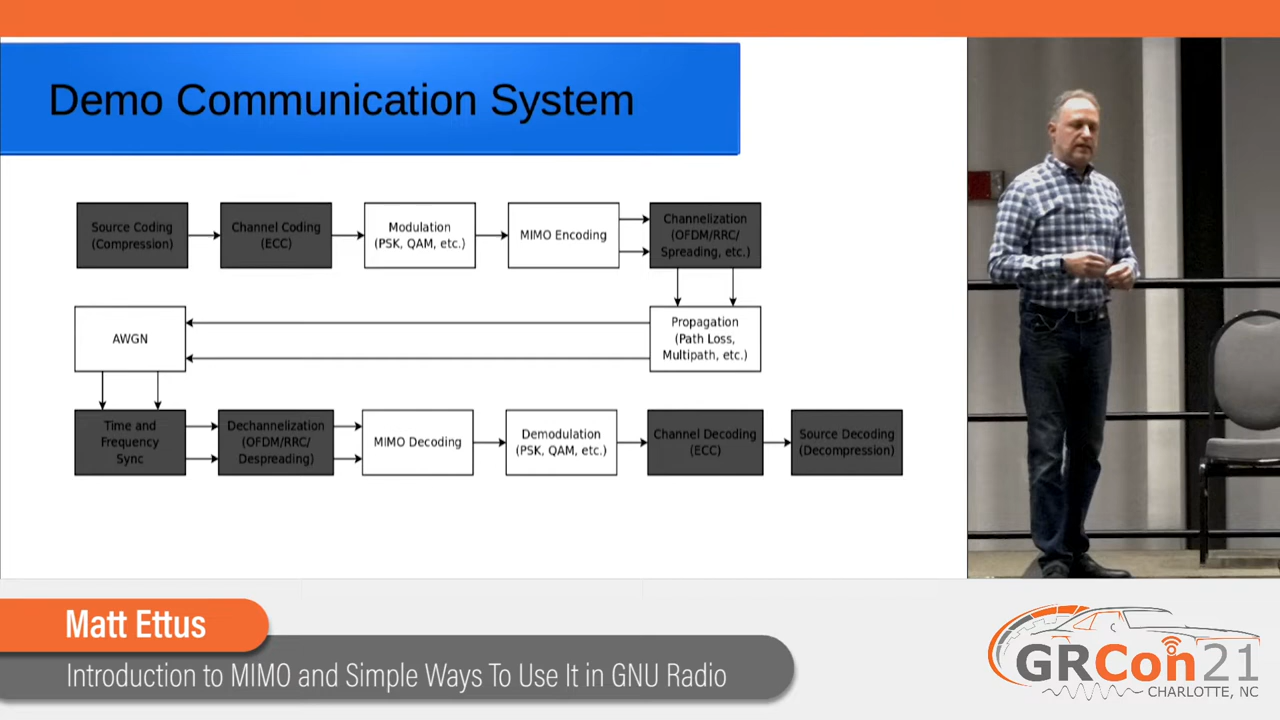 Demo Communication System
Source Coding
(Compression)
Channel Coding
(ECC)
Modulation
(PSK, QAM, etc.)
MIMO Encoding
Channelization
(OFDM/RRC/
Spreading, etc.)
AWGN
Propagation
(Path Loss,
Multipath, etc.)
Time and
Frequency
Sync
Dechannelization
(OFDM/RRC/
Despreading)
MIMO Decoding
Demodulation
(PSK, QAM, etc.)
Channel Decoding
(ECC)
Source Decoding
(Decompression)
Matt Ettus
Introduction to MIMO and Simple Ways To Use It in GNU Radio
GRCon21
CHARLOTTE, NC